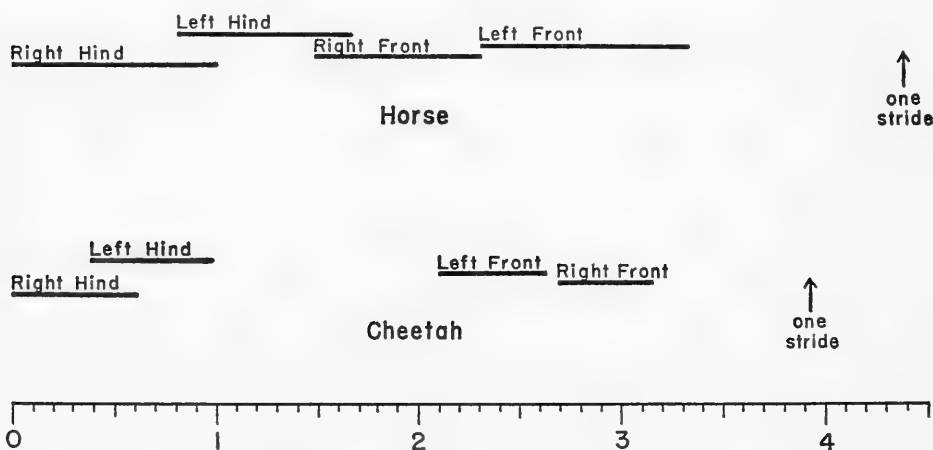 Left Hind
Right Hind
Right Front
Left Front
Horse
one
stride
Left Hind
Right Hind
Left Front
Right Front
Cheetah
one
stride
0 1 2 3 4